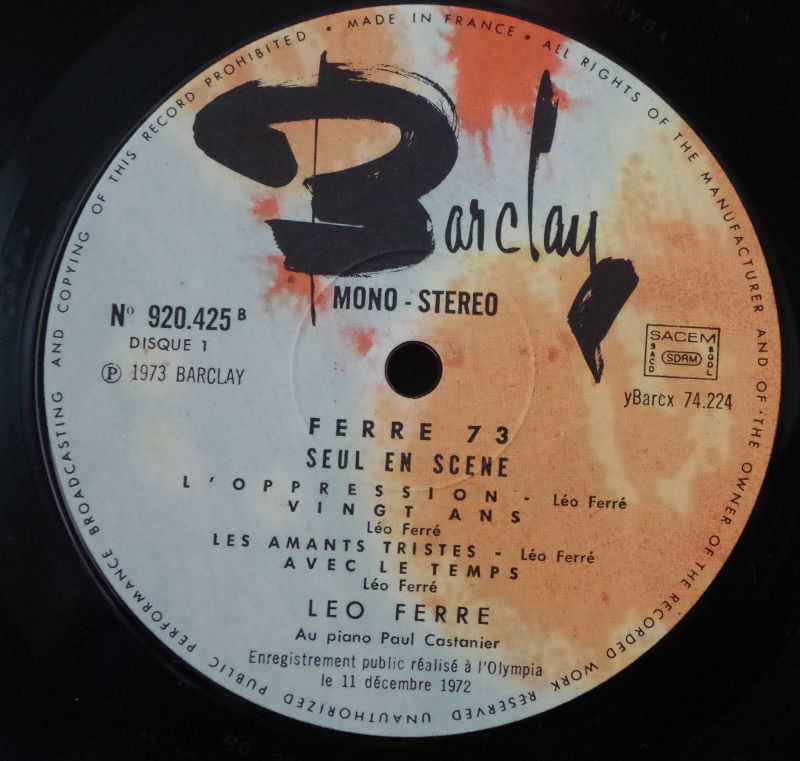 UNAUTHORIZED PUBLIC PERFORMANCE BROADCASTING AND COPYING OF THIS RECORD PROHIBITED • MADE IN FRANCE • ALL RIGHTS OF THE MANUFACTURER AND OF THE OWNER OF THE RECORDED WORK RESERVED
Barclay
MONO - STEREO
Nº 920.425 B
DISQUE 1
℗ 1973 BARCLAY
SACEM
SACD SDRM BGDL
yBarcx 74.224
FERRE 73
SEUL EN SCENE
L'OPPRESSION - Léo Ferré
VINGT ANS
Léo Ferré
LES AMANTS TRISTES - Léo Ferré
AVEC LE TEMPS
Léo Ferré
LEO FERRE
Au piano Paul Castanier
Enregistrement public réalisé à l'Olympia
le 11 décembre 1972